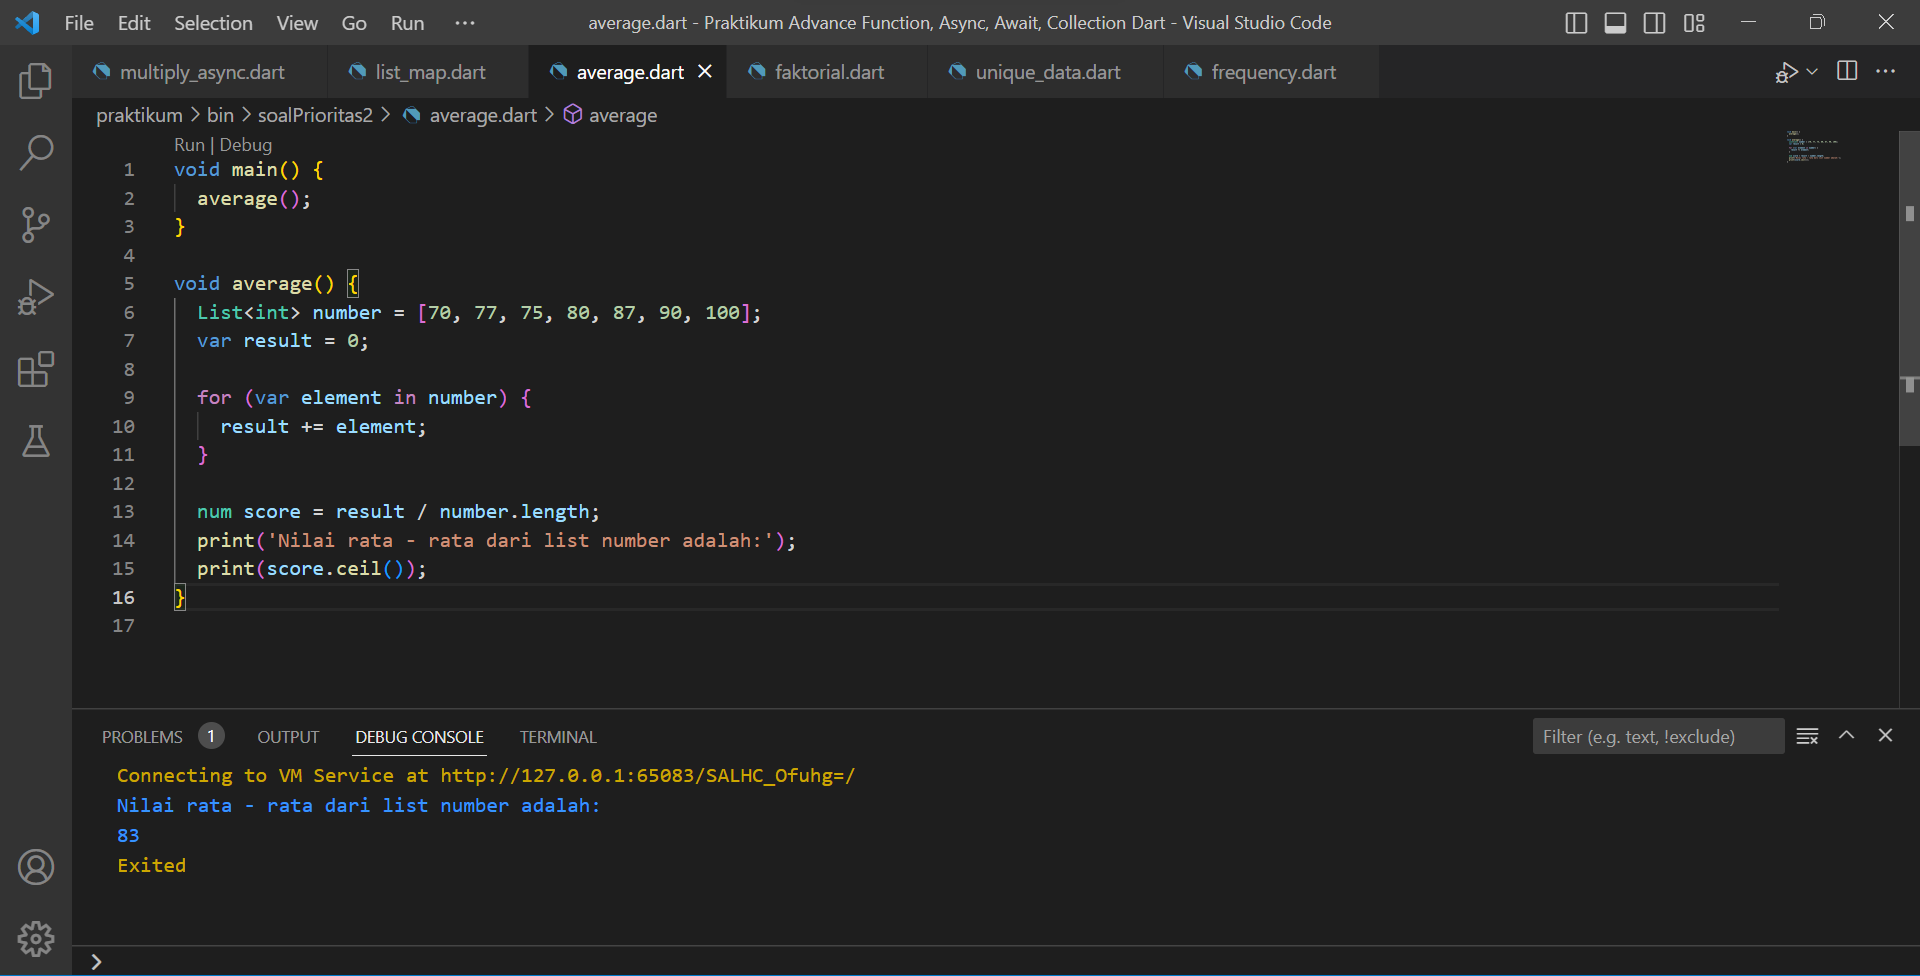 File Edit Selection View Go Run ··· average.dart - Praktikum Advance Function, Async, Await, Collection Dart - Visual Studio Code
multiply_async.dart list_map.dart average.dart faktorial.dart unique_data.dart frequency.dart
praktikum > bin > soalPrioritas2 > average.dart > average
Run | Debug
1 void main() {
2 average();
3 }
4
5 void average() {
6 List<int> number = [70, 77, 75, 80, 87, 90, 100];
7 var result = 0;
8
9 for (var element in number) {
10 result += element;
11 }
12
13 num score = result / number.length;
14 print('Nilai rata - rata dari list number adalah:');
15 print(score.ceil());
16 }
17
PROBLEMS 1 OUTPUT DEBUG CONSOLE TERMINAL Filter (e.g. text, !exclude)
Connecting to VM Service at http://127.0.0.1:65083/SALHC_Ofuhg=/
Nilai rata - rata dari list number adalah:
83
Exited
>